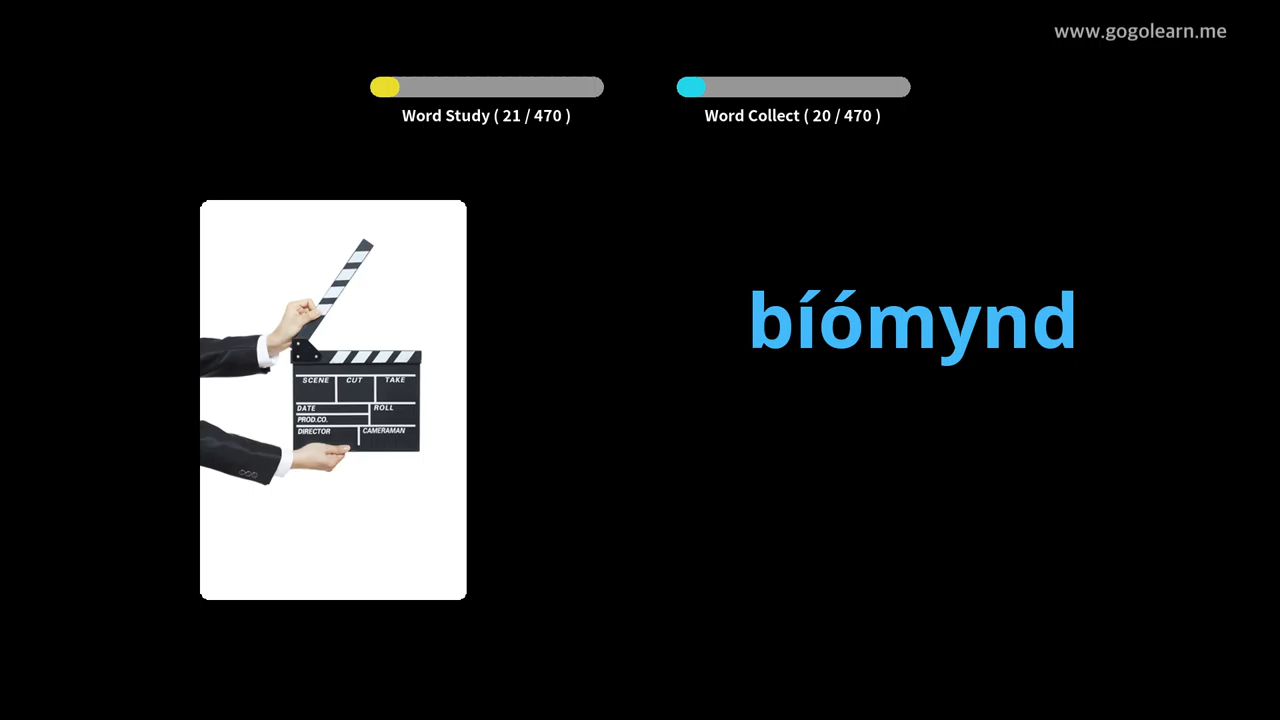 www.gogolearn.me
Word Study ( 21 / 470 )
Word Collect ( 20 / 470 )
bíómynd
SCENE CUT TAKE
DATE ROLL
PROD.CO.
DIRECTOR CAMERAMAN